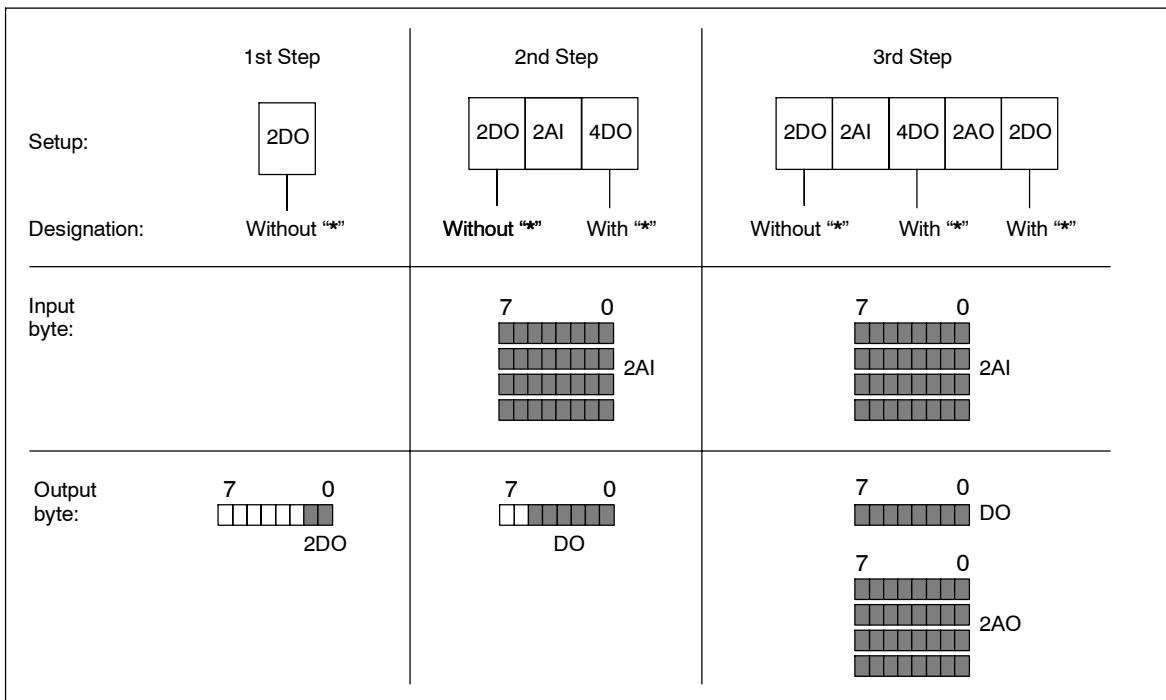 1st Step 2nd Step 3rd Step
Setup: 2DO 2DO 2AI 4DO 2DO 2AI 4DO 2AO 2DO
Designation: Without “*” Without “*” With “*” Without “*” With “*” With “*”
Input
byte:
7 0 7 0
2AI 2AI
Output
byte:
7 0 7 0 7 0
2DO DO DO
7 0
2AO